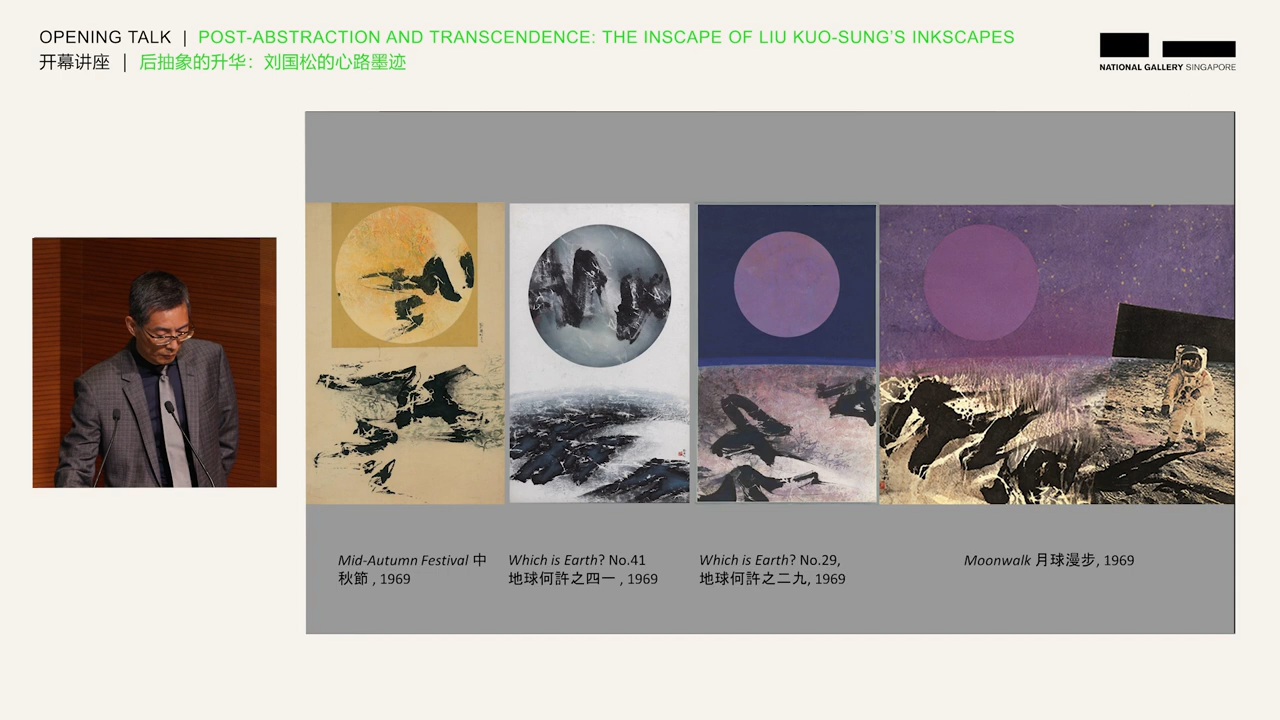 OPENING TALK | POST-ABSTRACTION AND TRANSCENDENCE: THE INSCAPE OF LIU KUO-SUNG'S INKSCAPES
开幕讲座 | 后抽象的升华：刘国松的心路墨迹
NATIONAL GALLERY SINGAPORE
Mid-Autumn Festival 中
秋節 , 1969
Which is Earth? No.41
地球何許之四一 , 1969
Which is Earth? No.29,
地球何許之二九, 1969
Moonwalk 月球漫步, 1969